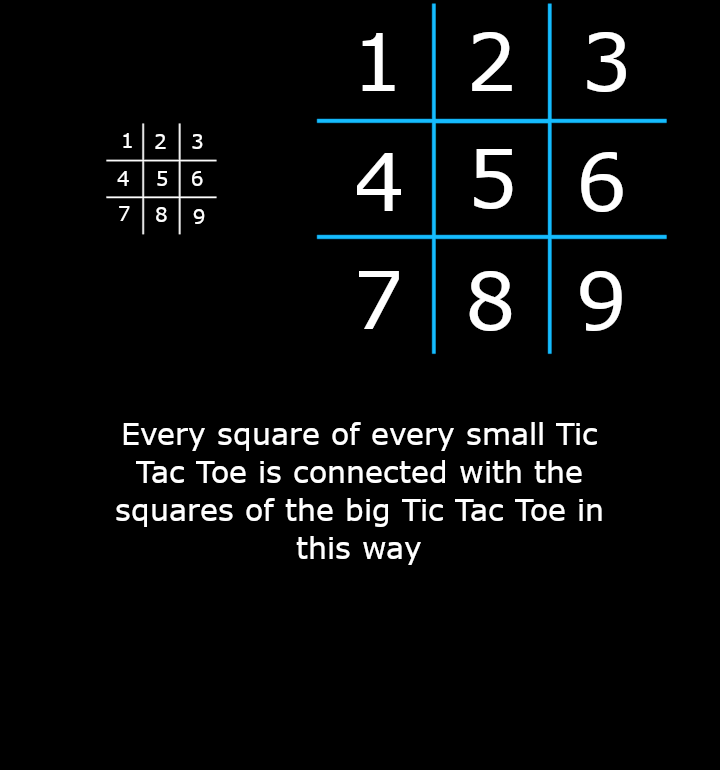 1 2 3
4 5 6
7 8 9
1 2 3
4 5 6
7 8 9
Every square of every small Tic
Tac Toe is connected with the
squares of the big Tic Tac Toe in
this way